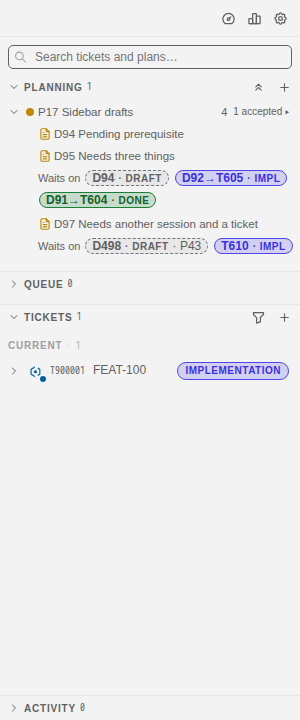 Search tickets and plans…
PLANNING 1
P17 Sidebar drafts 4 1 accepted ▸
D94 Pending prerequisite
D95 Needs three things
Waits on D94 · DRAFT D92→T605 · IMPL
D91→T604 · DONE
D97 Needs another session and a ticket
Waits on D498 · DRAFT · P43 T610 · IMPL
QUEUE 0
TICKETS 1
CURRENT · 1
T900001 FEAT-100 IMPLEMENTATION
ACTIVITY 0